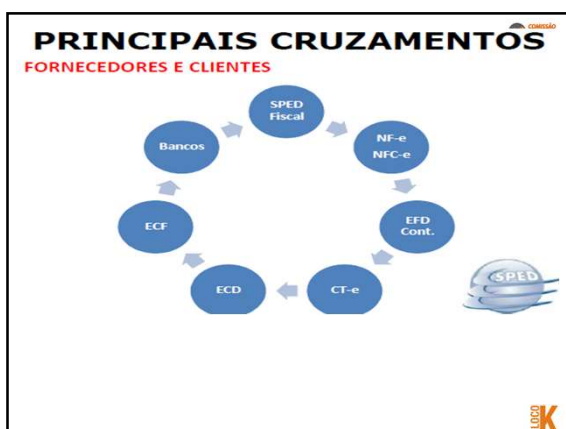 COMISSÃO
PRINCIPAIS CRUZAMENTOS
FORNECEDORES E CLIENTES
SPED
Fiscal
NF-e
NFC-e
EFD
Cont.
CT-e
ECD
ECF
Bancos
SPED
LOCO
K